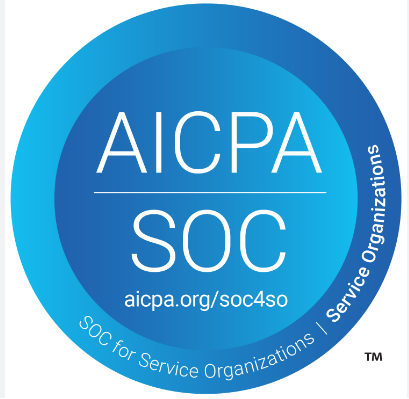 AICPA
SOC
aicpa.org/soc4so
SOC for Service Organizations | Service Organizations
TM